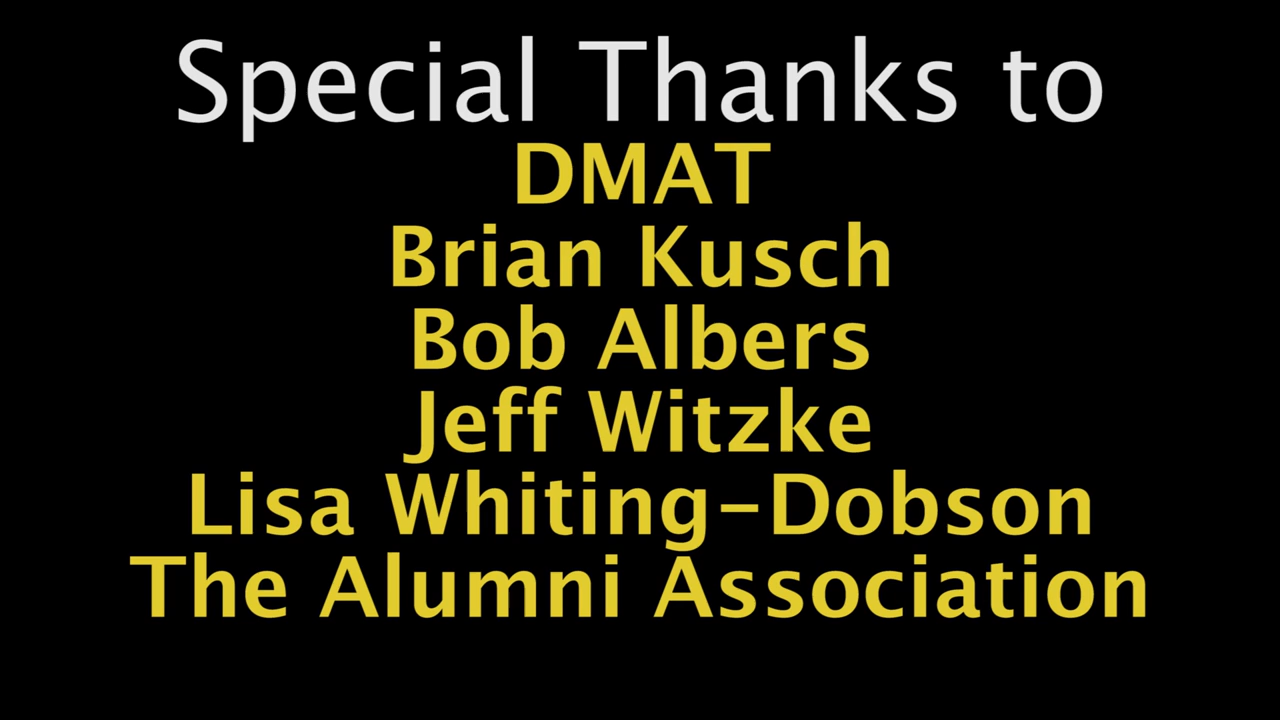 Special Thanks to
DMAT
Brian Kusch
Bob Albers
Jeff Witzke
Lisa Whiting-Dobson
The Alumni Association